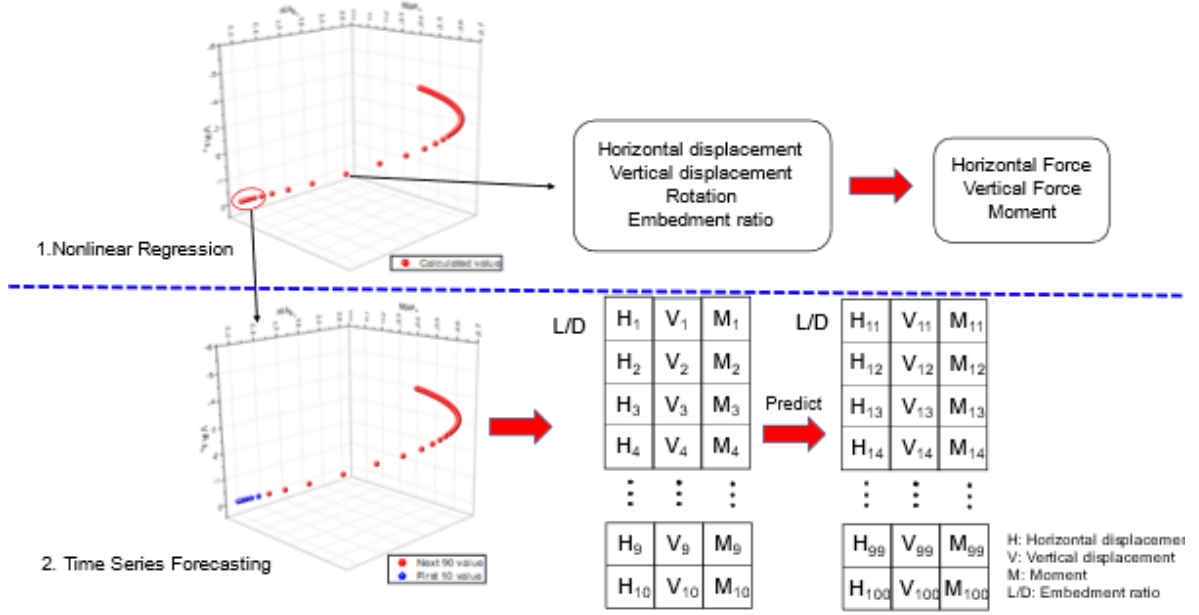 Horizontal displacement
Vertical displacement
Rotation
Embedment ratio
Horizontal Force
Vertical Force
Moment
1.Nonlinear Regression
Calculated value
L/D
H1 V1 M1
H2 V2 M2
H3 V3 M3
H4 V4 M4
H9 V9 M9
H10 V10 M10
Predict
L/D
H11 V11 M11
H12 V12 M12
H13 V13 M13
H14 V14 M14
H99 V99 M99
H100 V100 M100
2. Time Series Forecasting
Next 90 value
First 10 value
H: Horizontal displacemen
V: Vertical displacement
M: Moment
L/D: Embedment ratio